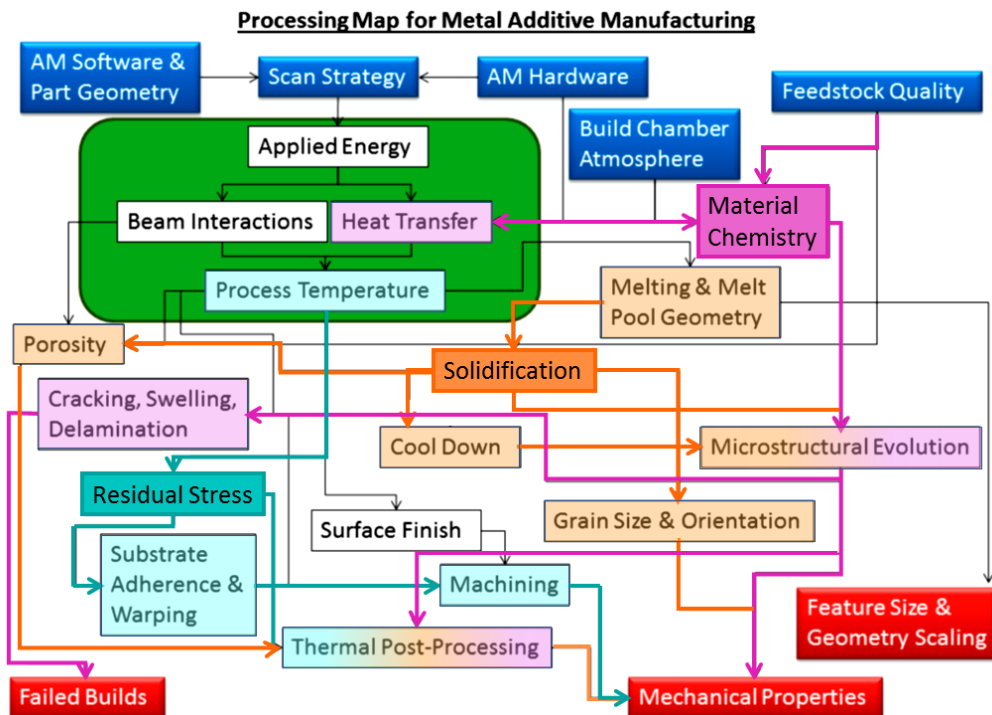 Processing Map for Metal Additive Manufacturing
AM Software &
Part Geometry
Scan Strategy
AM Hardware
Feedstock Quality
Build Chamber
Atmosphere
Applied Energy
Beam Interactions
Heat Transfer
Material
Chemistry
Process Temperature
Melting & Melt
Pool Geometry
Porosity
Solidification
Cracking, Swelling,
Delamination
Cool Down
Microstructural Evolution
Residual Stress
Surface Finish
Grain Size & Orientation
Substrate
Adherence &
Warping
Machining
Feature Size &
Geometry Scaling
Thermal Post-Processing
Failed Builds
Mechanical Properties